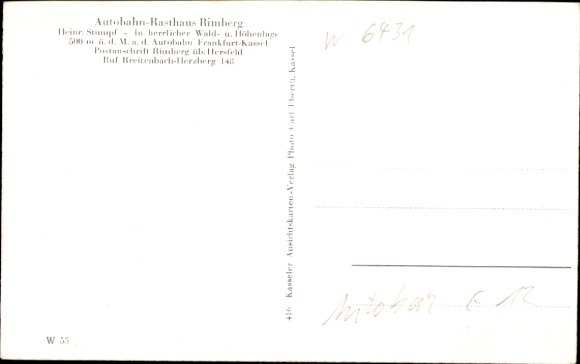 Autobahn-Rasthaus Rimberg
Heinr. Stumpf - In herrlicher Wald- u. Höhenlage
500 m ü. d. M. a. d. Autobahn Frankfurt-Kassel
Postanschrift Rimberg üb. Hersfeld
Ruf Breitenbach-Herzberg 148
W 55
416 Kasseler Ansichtskarten-Verlag Photo Carl Eberth, Kassel
W 6431
Autobahn